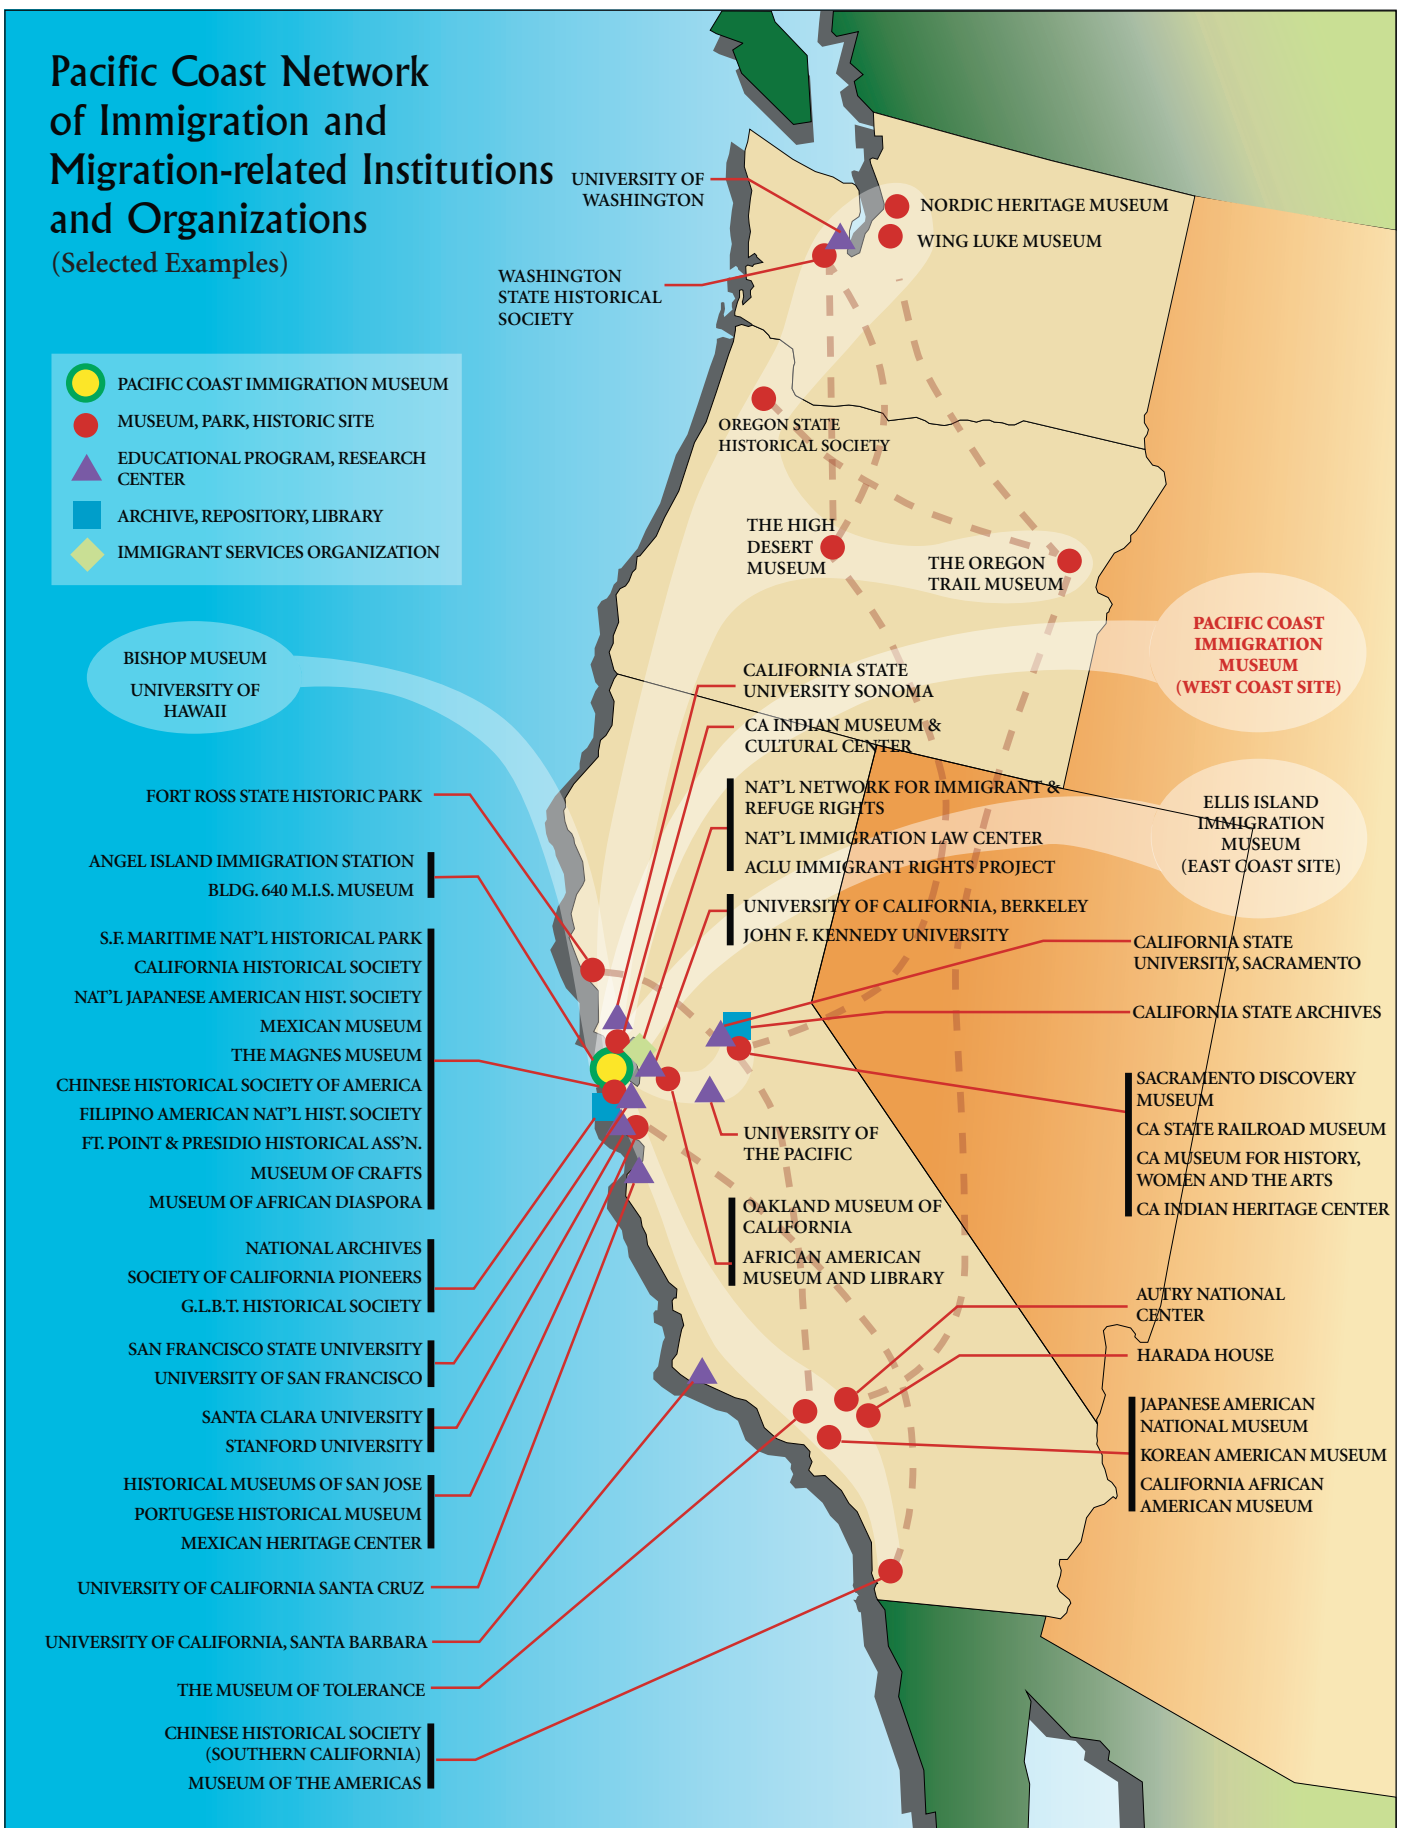 Pacific Coast Network
of Immigration and
Migration-related Institutions
and Organizations
(Selected Examples)
PACIFIC COAST IMMIGRATION MUSEUM
MUSEUM, PARK, HISTORIC SITE
EDUCATIONAL PROGRAM, RESEARCH
CENTER
ARCHIVE, REPOSITORY, LIBRARY
IMMIGRANT SERVICES ORGANIZATION
UNIVERSITY OF
WASHINGTON
WASHINGTON
STATE HISTORICAL
SOCIETY
NORDIC HERITAGE MUSEUM
WING LUKE MUSEUM
OREGON STATE
HISTORICAL SOCIETY
THE HIGH
DESERT
MUSEUM
THE OREGON
TRAIL MUSEUM
BISHOP MUSEUM
UNIVERSITY OF
HAWAII
PACIFIC COAST
IMMIGRATION
MUSEUM
(WEST COAST SITE)
ELLIS ISLAND
IMMIGRATION
MUSEUM
(EAST COAST SITE)
FORT ROSS STATE HISTORIC PARK
ANGEL ISLAND IMMIGRATION STATION
BLDG. 640 M.I.S. MUSEUM
S.F. MARITIME NAT'L HISTORICAL PARK
CALIFORNIA HISTORICAL SOCIETY
NAT'L JAPANESE AMERICAN HIST. SOCIETY
MEXICAN MUSEUM
THE MAGNES MUSEUM
CHINESE HISTORICAL SOCIETY OF AMERICA
FILIPINO AMERICAN NAT'L HIST. SOCIETY
FT. POINT & PRESIDIO HISTORICAL ASS'N.
MUSEUM OF CRAFTS
MUSEUM OF AFRICAN DIASPORA
NATIONAL ARCHIVES
SOCIETY OF CALIFORNIA PIONEERS
G.L.B.T. HISTORICAL SOCIETY
SAN FRANCISCO STATE UNIVERSITY
UNIVERSITY OF SAN FRANCISCO
SANTA CLARA UNIVERSITY
STANFORD UNIVERSITY
HISTORICAL MUSEUMS OF SAN JOSE
PORTUGESE HISTORICAL MUSEUM
MEXICAN HERITAGE CENTER
UNIVERSITY OF CALIFORNIA SANTA CRUZ
UNIVERSITY OF CALIFORNIA, SANTA BARBARA
THE MUSEUM OF TOLERANCE
CHINESE HISTORICAL SOCIETY
(SOUTHERN CALIFORNIA)
MUSEUM OF THE AMERICAS
CALIFORNIA STATE
UNIVERSITY SONOMA
CA INDIAN MUSEUM &
CULTURAL CENTER
NAT'L NETWORK FOR IMMIGRANT &
REFUGE RIGHTS
NAT'L IMMIGRATION LAW CENTER
ACLU IMMIGRANT RIGHTS PROJECT
UNIVERSITY OF CALIFORNIA, BERKELEY
JOHN F. KENNEDY UNIVERSITY
CALIFORNIA STATE
UNIVERSITY, SACRAMENTO
CALIFORNIA STATE ARCHIVES
SACRAMENTO DISCOVERY
MUSEUM
CA STATE RAILROAD MUSEUM
CA MUSEUM FOR HISTORY,
WOMEN AND THE ARTS
CA INDIAN HERITAGE CENTER
UNIVERSITY OF
THE PACIFIC
OAKLAND MUSEUM OF
CALIFORNIA
AFRICAN AMERICAN
MUSEUM AND LIBRARY
AUTRY NATIONAL
CENTER
HARADA HOUSE
JAPANESE AMERICAN
NATIONAL MUSEUM
KOREAN AMERICAN MUSEUM
CALIFORNIA AFRICAN
AMERICAN MUSEUM